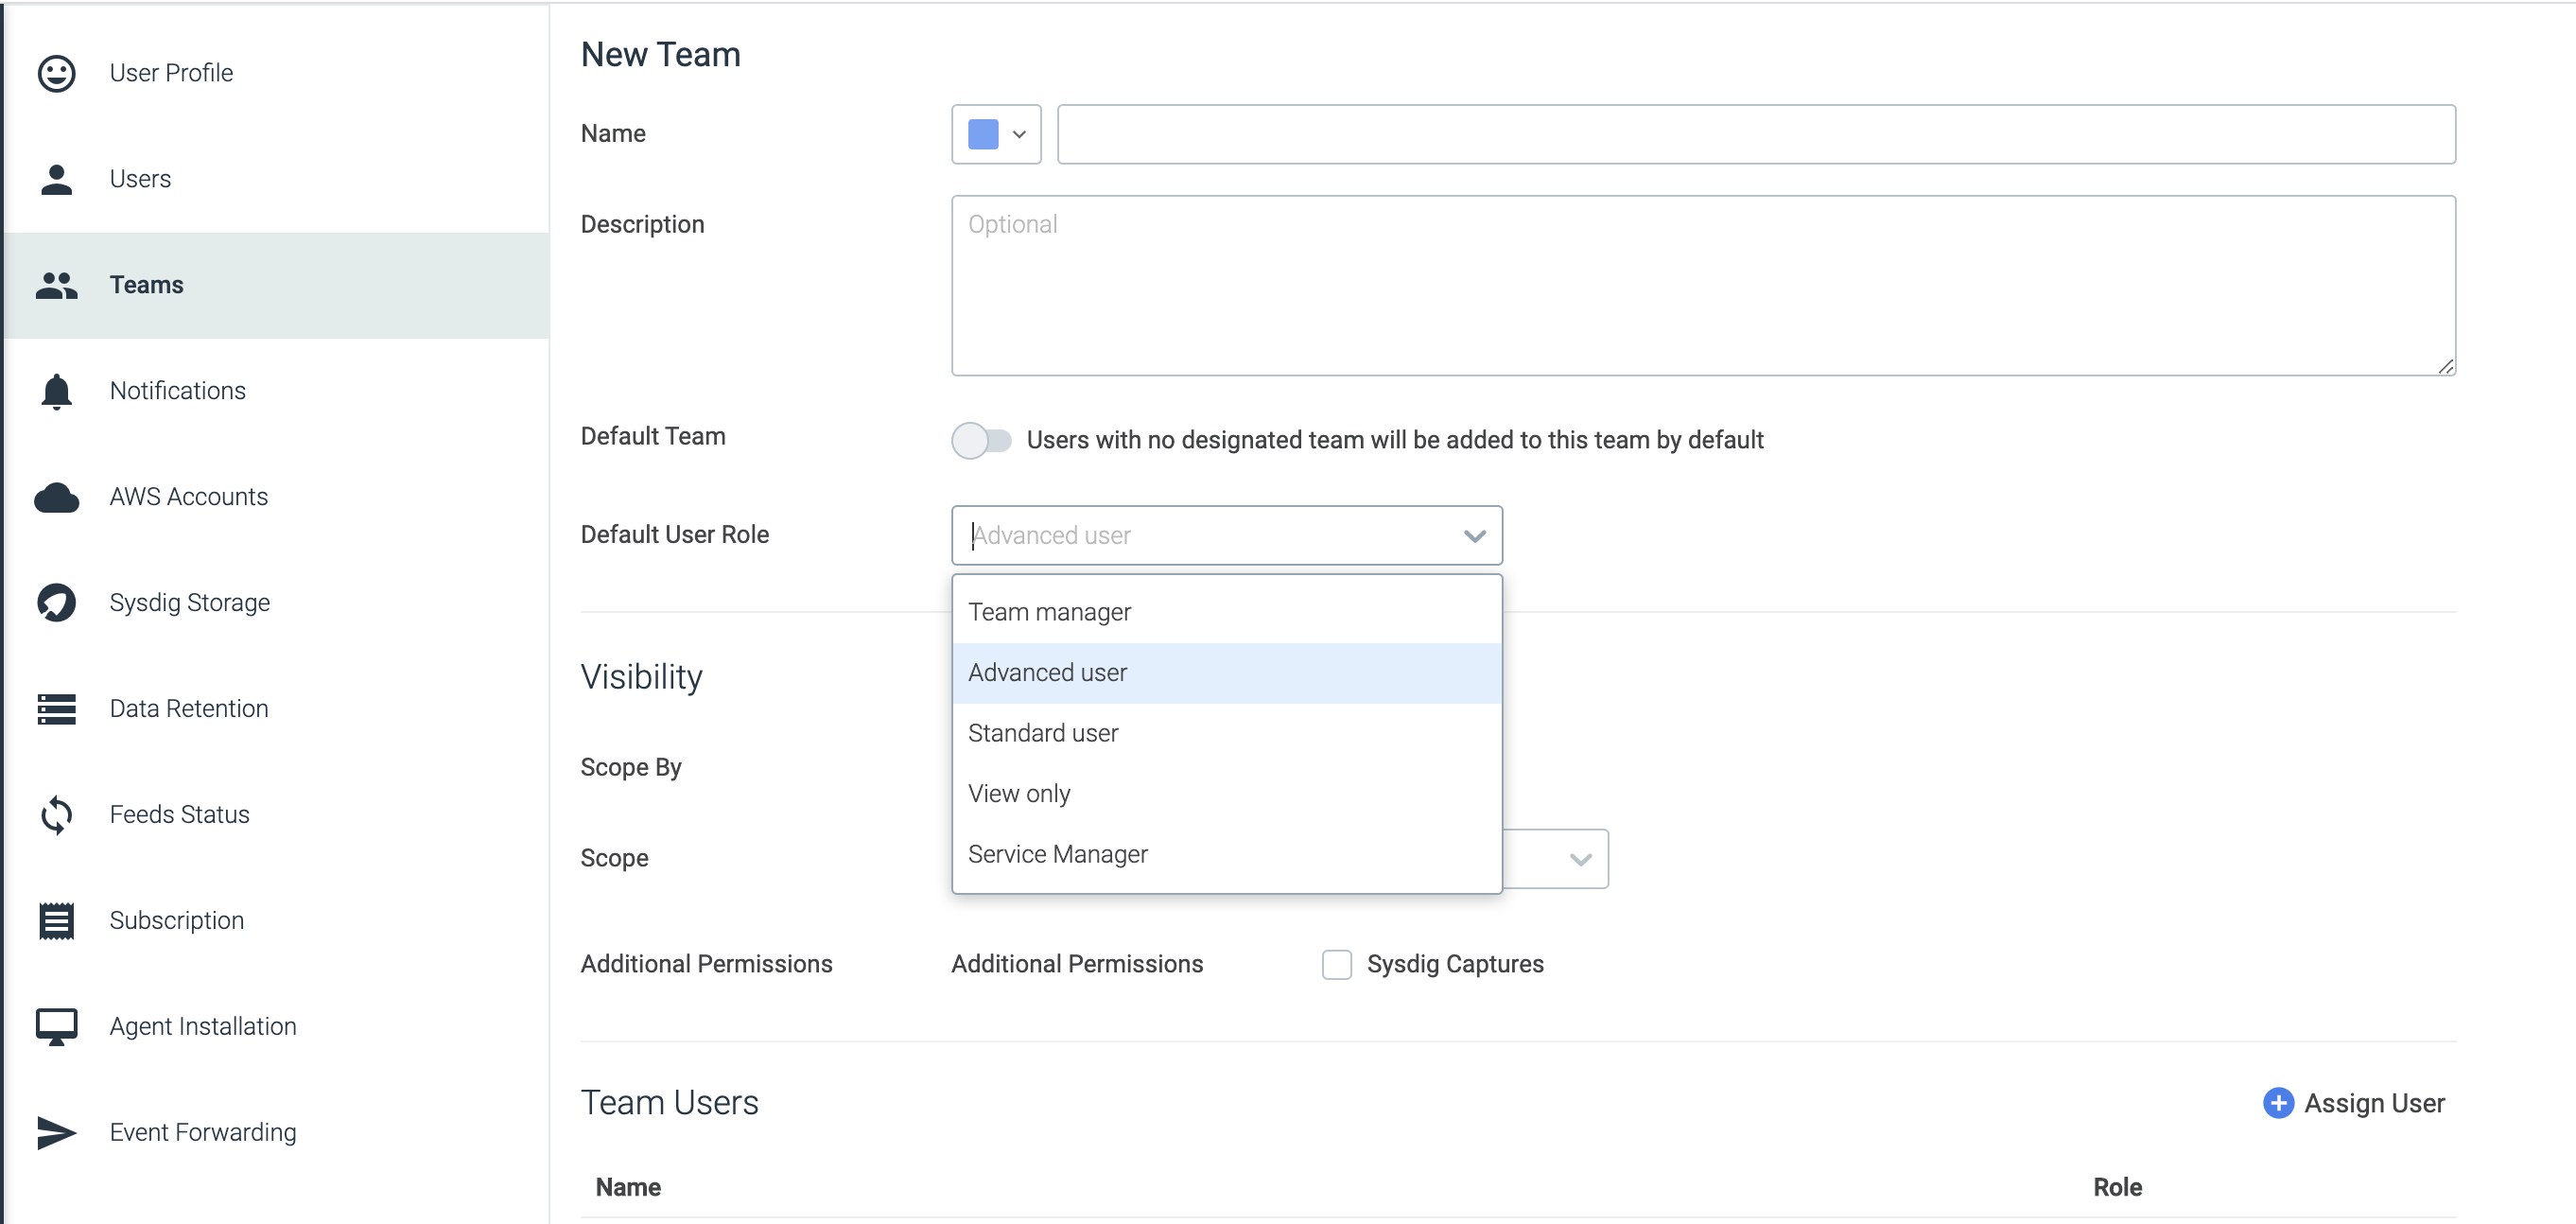 User Profile
Users
Teams
Notifications
AWS Accounts
Sysdig Storage
Data Retention
Feeds Status
Subscription
Agent Installation
Event Forwarding
New Team
Name
Description
Optional
Default Team
Users with no designated team will be added to this team by default
Default User Role
Advanced user
Team manager
Advanced user
Standard user
View only
Service Manager
Visibility
Scope By
Scope
Additional Permissions
Additional Permissions
Sysdig Captures
Team Users
Assign User
Name
Role